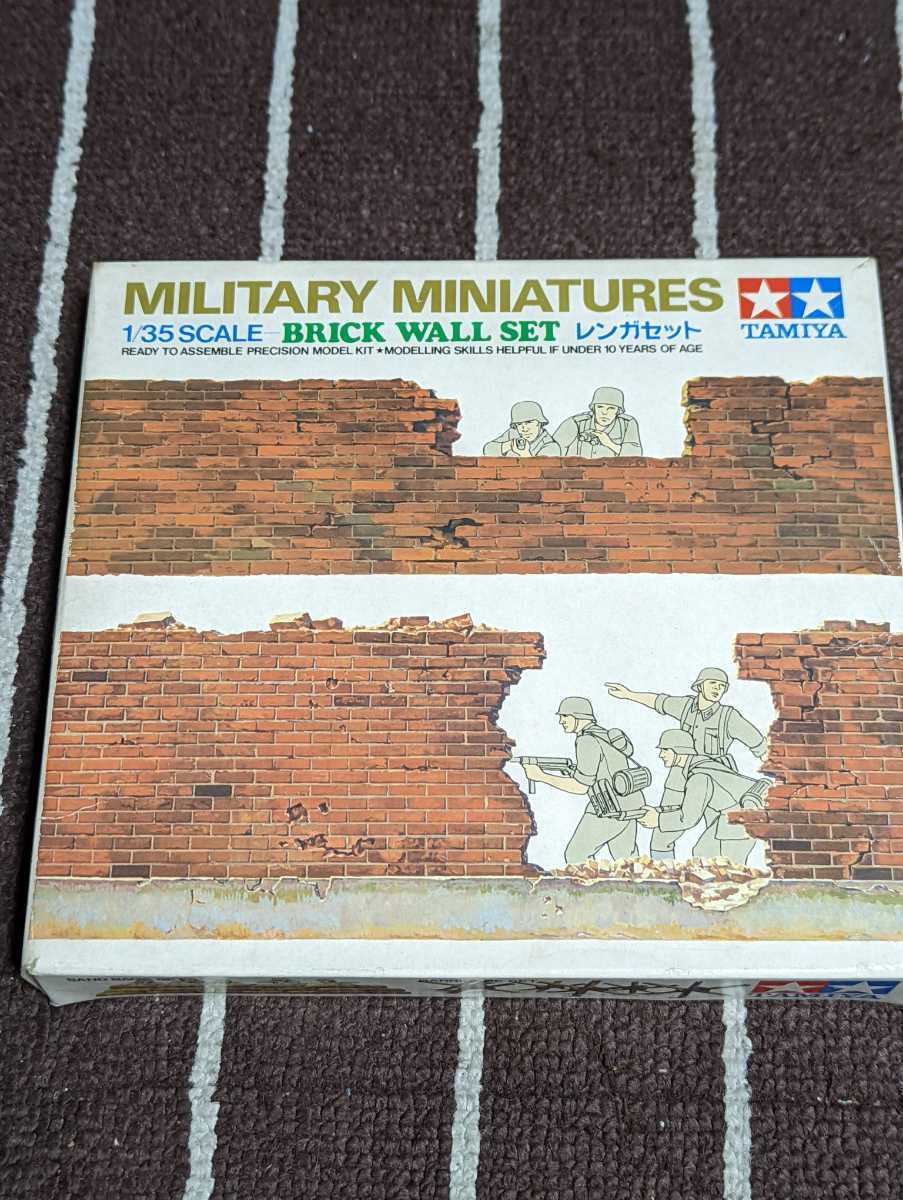 MILITARY MINIATURES
1/35 SCALE—BRICK WALL SET レンガセット
READY TO ASSEMBLE PRECISION MODEL KIT ★ MODELLING SKILLS HELPFUL IF UNDER 10 YEARS OF AGE
TAMIYA
TAMIYA